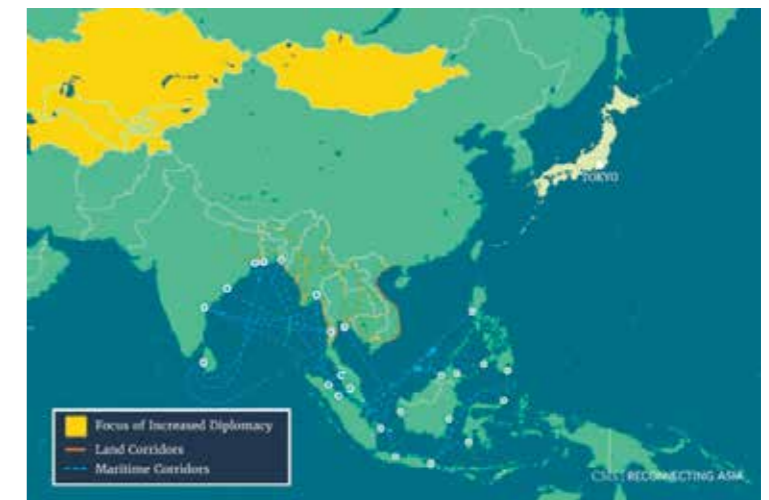 TOKYO
Focus of Increased Diplomacy
Land Corridors
Maritime Corridors
CSIS | RECONNECTING ASIA